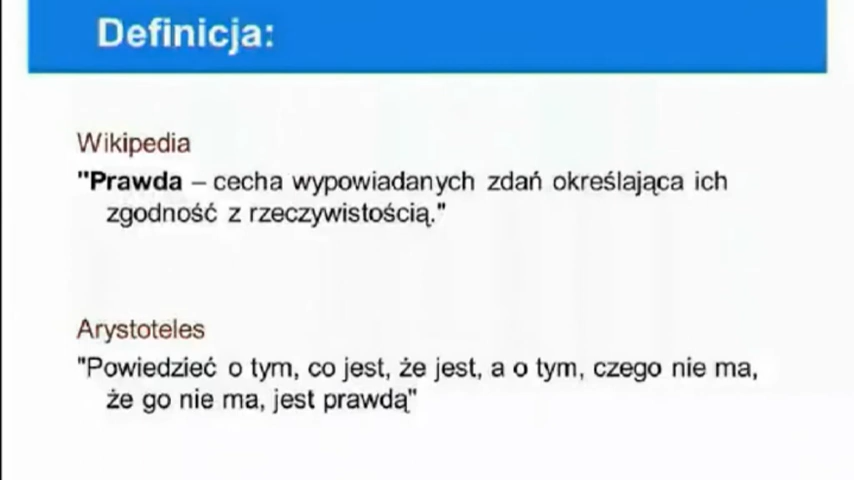 Definicja:
Wikipedia
"Prawda – cecha wypowiadanych zdań określająca ich
zgodność z rzeczywistością."
Arystoteles
"Powiedzieć o tym, co jest, że jest, a o tym, czego nie ma,
że go nie ma, jest prawdą"